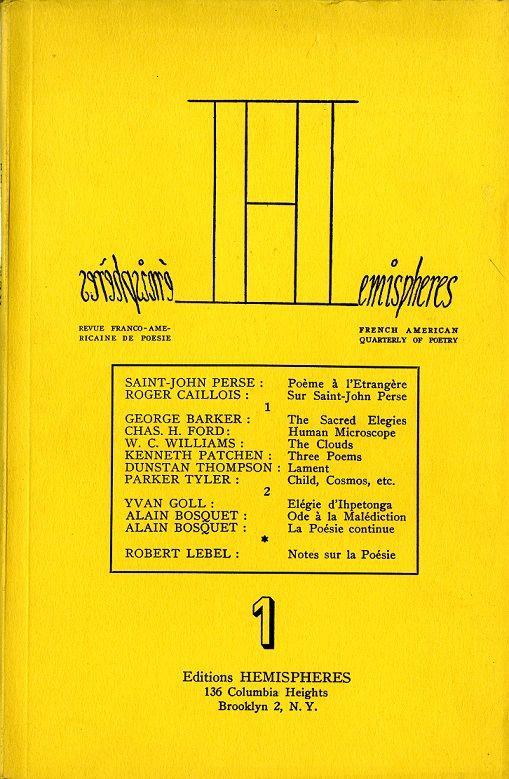 Hémisphères
Hemispheres
REVUE FRANCO-AME-
RICAINE DE POESIE
FRENCH AMERICAN
QUARTERLY OF POETRY
SAINT-JOHN PERSE : Poème à l'Etrangère
ROGER CAILLOIS : Sur Saint-John Perse
1
GEORGE BARKER : The Sacred Elegies
CHAS. H. FORD: Human Microscope
W. C. WILLIAMS : The Clouds
KENNETH PATCHEN : Three Poems
DUNSTAN THOMPSON : Lament
PARKER TYLER : Child, Cosmos, etc.
2
YVAN GOLL : Elégie d'Ihpetonga
ALAIN BOSQUET : Ode à la Malédiction
ALAIN BOSQUET : La Poésie continue
*
ROBERT LEBEL : Notes sur la Poésie
1
Editions HEMISPHERES
136 Columbia Heights
Brooklyn 2, N. Y.